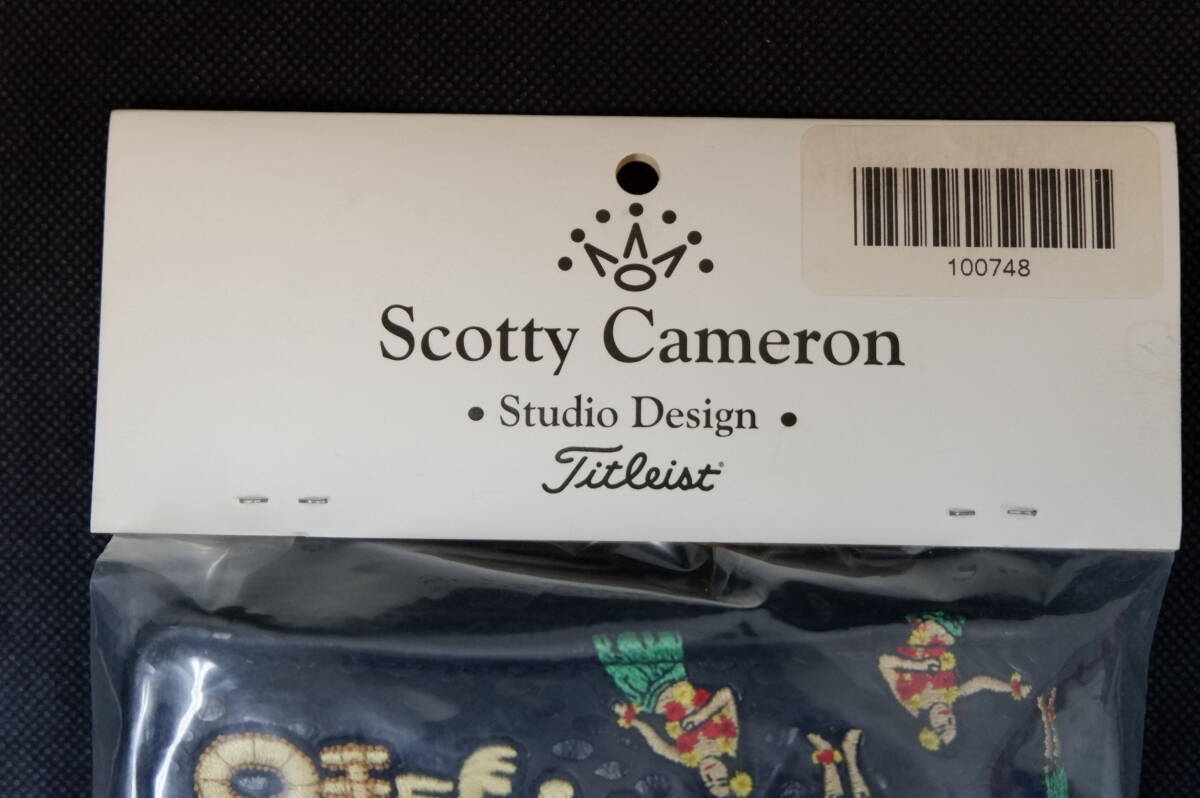 100748
Scotty Cameron
• Studio Design •
Titleist